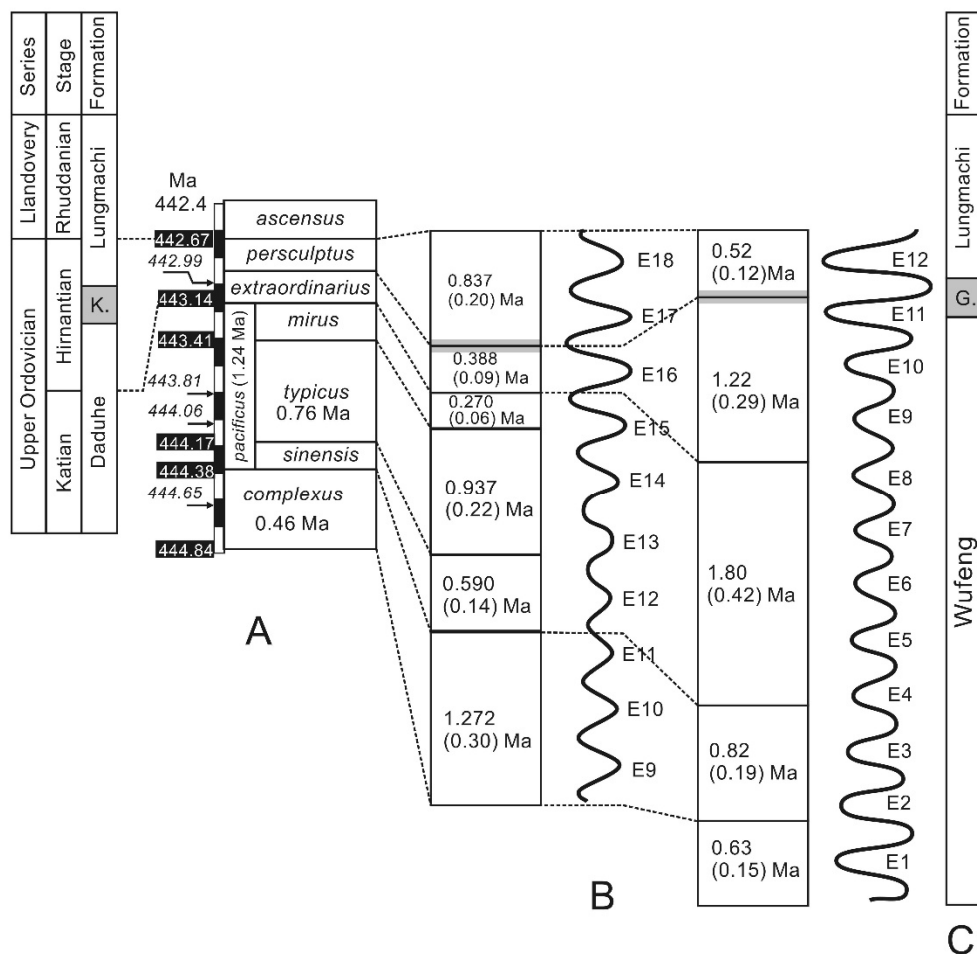 Series
Stage
Formation
Llandovery
Rhuddanian
Lungmachi
Upper Ordovician
Hirnantian
Katian
K.
Daduhe
Ma
442.4
442.67
442.99
443.14
443.41
443.81
444.06
444.17
444.38
444.65
444.84
ascensus
persculptus
extraordinarius
mirus
pacificus (1.24 Ma)
typicus
0.76 Ma
sinensis
complexus
0.46 Ma
A
0.837
(0.20) Ma
0.388
(0.09) Ma
0.270
(0.06) Ma
0.937
(0.22) Ma
0.590
(0.14) Ma
1.272
(0.30) Ma
E18
E17
E16
E15
E14
E13
E12
E11
E10
E9
B
0.52
(0.12)Ma
1.22
(0.29) Ma
1.80
(0.42) Ma
0.82
(0.19) Ma
0.63
(0.15) Ma
E12
E11
E10
E9
E8
E7
E6
E5
E4
E3
E2
E1
Formation
Lungmachi
G.
Wufeng
C